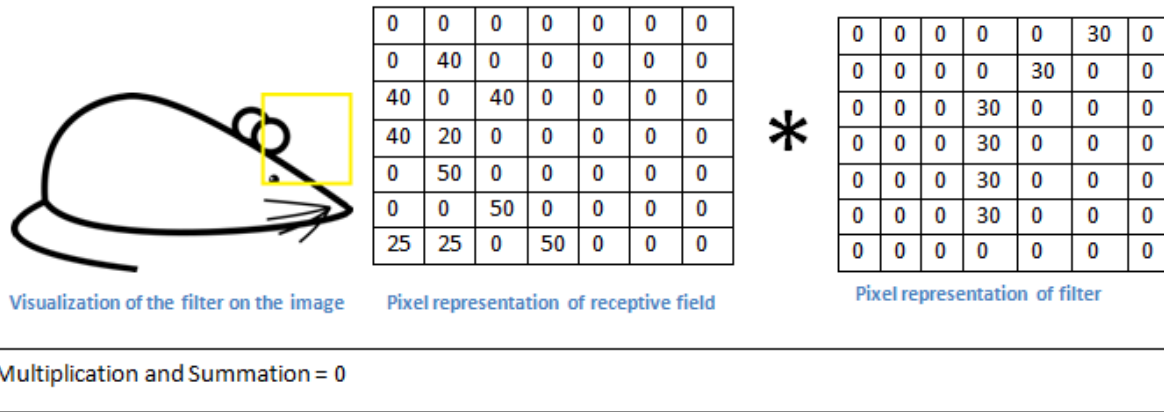 0 0 0 0 0 0 0
0 40 0 0 0 0 0
40 0 40 0 0 0 0
40 20 0 0 0 0 0
0 50 0 0 0 0 0
0 0 50 0 0 0 0
25 25 0 50 0 0 0
*
0 0 0 0 0 30 0
0 0 0 0 30 0 0
0 0 0 30 0 0 0
0 0 0 30 0 0 0
0 0 0 30 0 0 0
0 0 0 30 0 0 0
0 0 0 0 0 0 0
Visualization of the filter on the image
Pixel representation of receptive field
Pixel representation of filter
Multiplication and Summation = 0